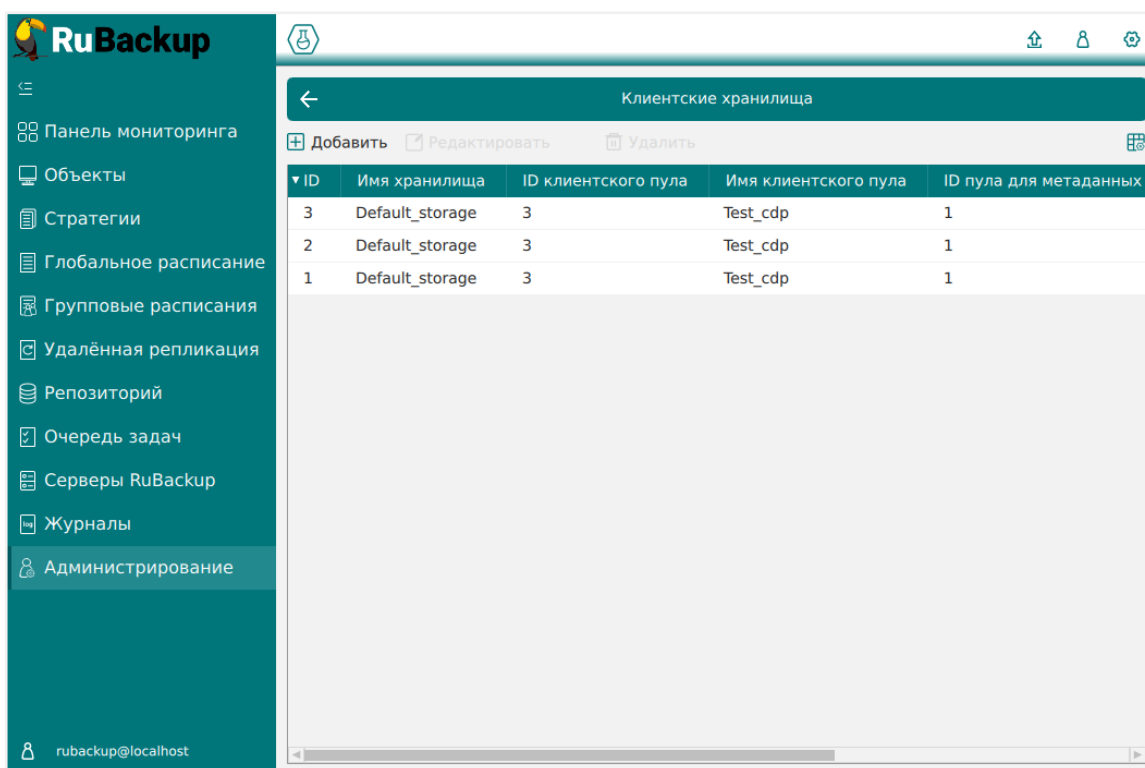 RuBackup
Панель мониторинга
Объекты
Стратегии
Глобальное расписание
Групповые расписания
Удалённая репликация
Репозиторий
Очередь задач
Серверы RuBackup
log Журналы
Администрирование
rubackup@localhost
Клиентские хранилища
Добавить Редактировать Удалить
ID Имя хранилища ID клиентского пула Имя клиентского пула ID пула для метаданных
3 Default_storage 3 Test_cdp 1
2 Default_storage 3 Test_cdp 1
1 Default_storage 3 Test_cdp 1